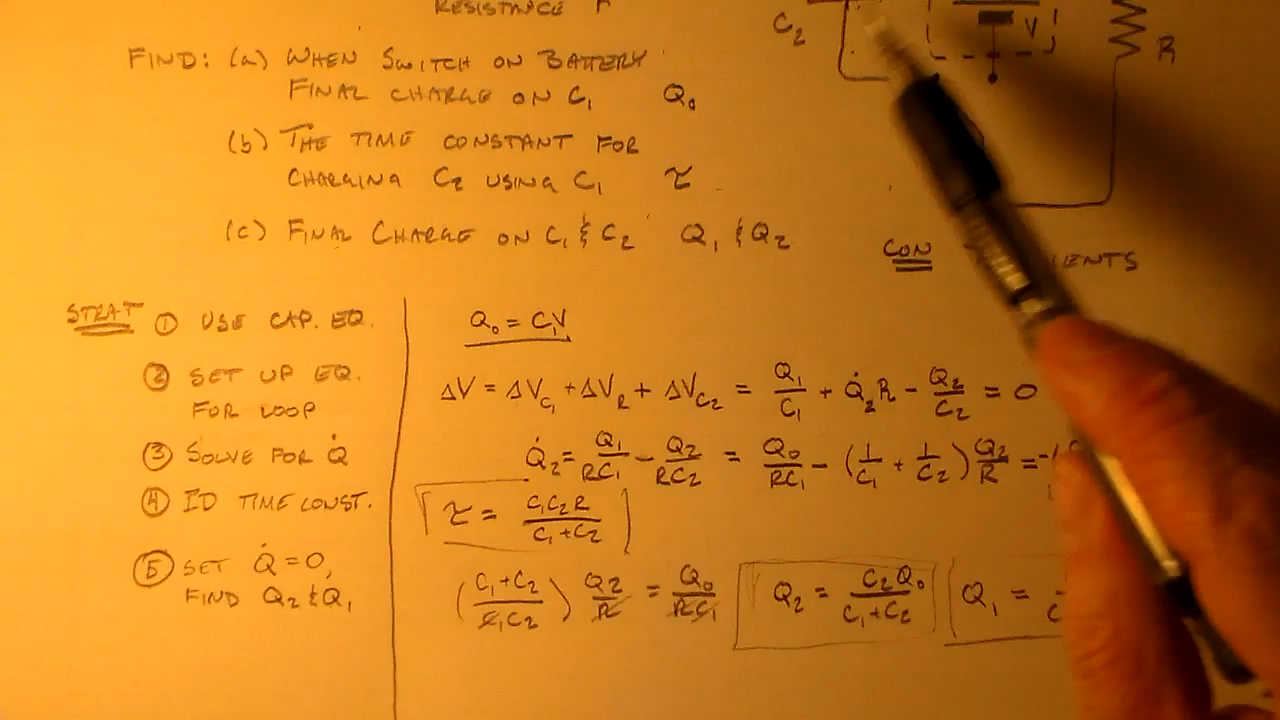 RESISTANCE r
C₂
V
R
FIND: (a) WHEN SWITCH ON BATTERY
FINAL CHARGE ON C₁ Q₀
(b) THE TIME CONSTANT FOR
CHARGING C₂ USING C₁ τ
(c) FINAL CHARGE ON C₁ & C₂ Q₁ & Q₂
CON
ENTS
STRAT ① USE CAP. EQ.
② SET UP EQ.
FOR LOOP
③ SOLVE FOR Q̇
④ ID TIME CONST.
⑤ SET Q̇ = 0,
FIND Q₂ & Q₁
Q₀ = C₁V
ΔV = ΔV_C₁ + ΔV_R + ΔV_C₂ = Q₁/C₁ + Q̇₂R - Q₂/C₂ = 0
Q̇₂ = Q₁/RC₁ - Q₂/RC₂ = Q₀/RC₁ - (1/C₁ + 1/C₂) Q₂/R = -(
τ = C₁C₂R/C₁+C₂
(C₁+C₂/C₁C₂) Q₂/R = Q₀/RC₁ Q₂ = C₂Q₀/C₁+C₂ Q₁ =